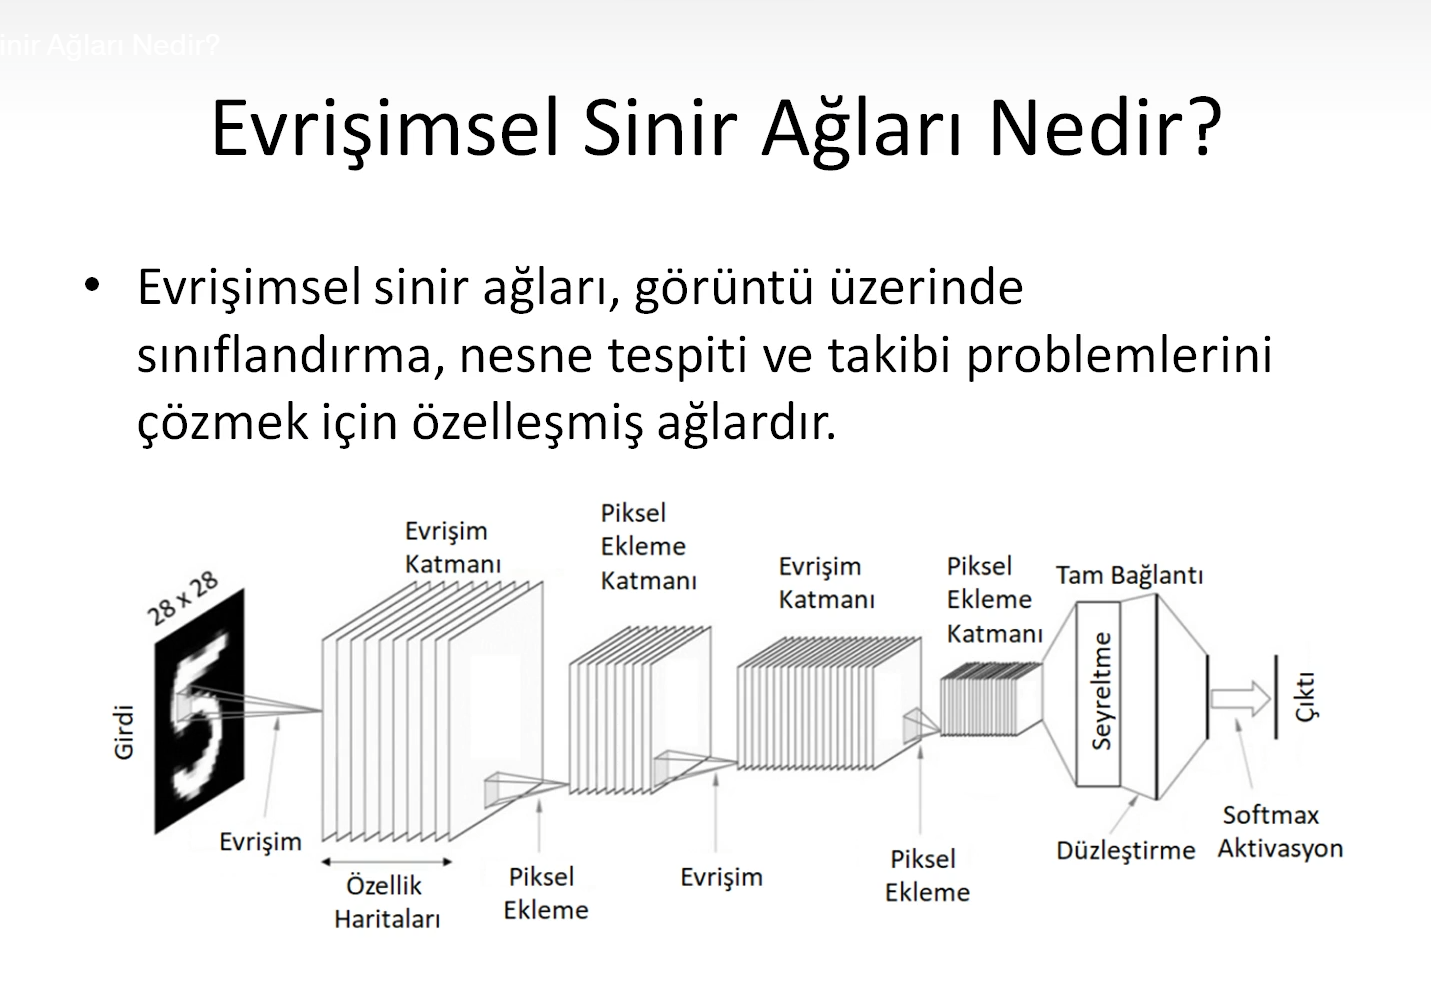 inir Ağları Nedir?
Evrişimsel Sinir Ağları Nedir?
• Evrişimsel sinir ağları, görüntü üzerinde
sınıflandırma, nesne tespiti ve takibi problemlerini
çözmek için özelleşmiş ağlardır.
28 x 28
Girdi
Evrişim
Evrişim
Katmanı
Özellik
Haritaları
Piksel
Ekleme
Piksel
Ekleme
Katmanı
Evrişim
Evrişim
Katmanı
Piksel
Ekleme
Piksel
Ekleme
Katmanı
Tam Bağlantı
Seyreltme
Düzleştirme
Softmax
Aktivasyon
Çıktı